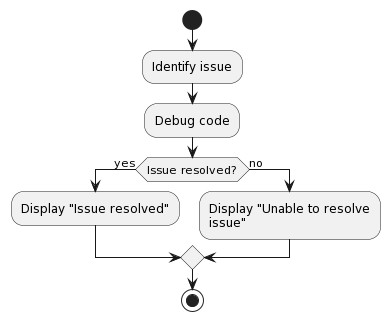 Identify issue
Debug code
Issue resolved?
yes
no
Display "Issue resolved"
Display "Unable to resolve
issue"